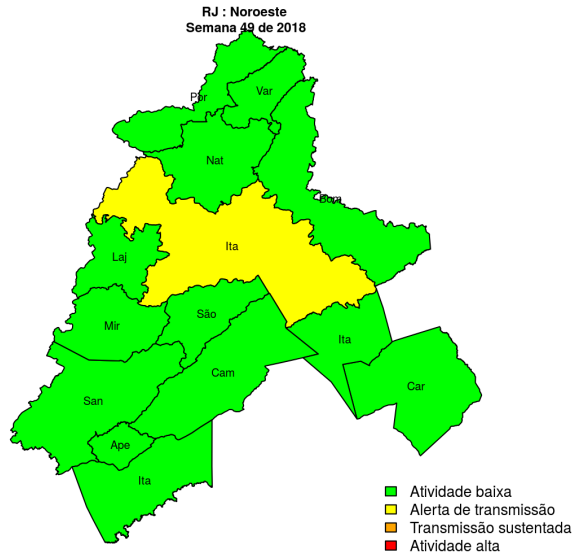 RJ : Noroeste
Semana 49 de 2018
Por
Var
Nat
Bom
Ita
Laj
São
Mir
Ita
Cam
Car
San
Ape
Ita
Atividade baixa
Alerta de transmissão
Transmissão sustentada
Atividade alta